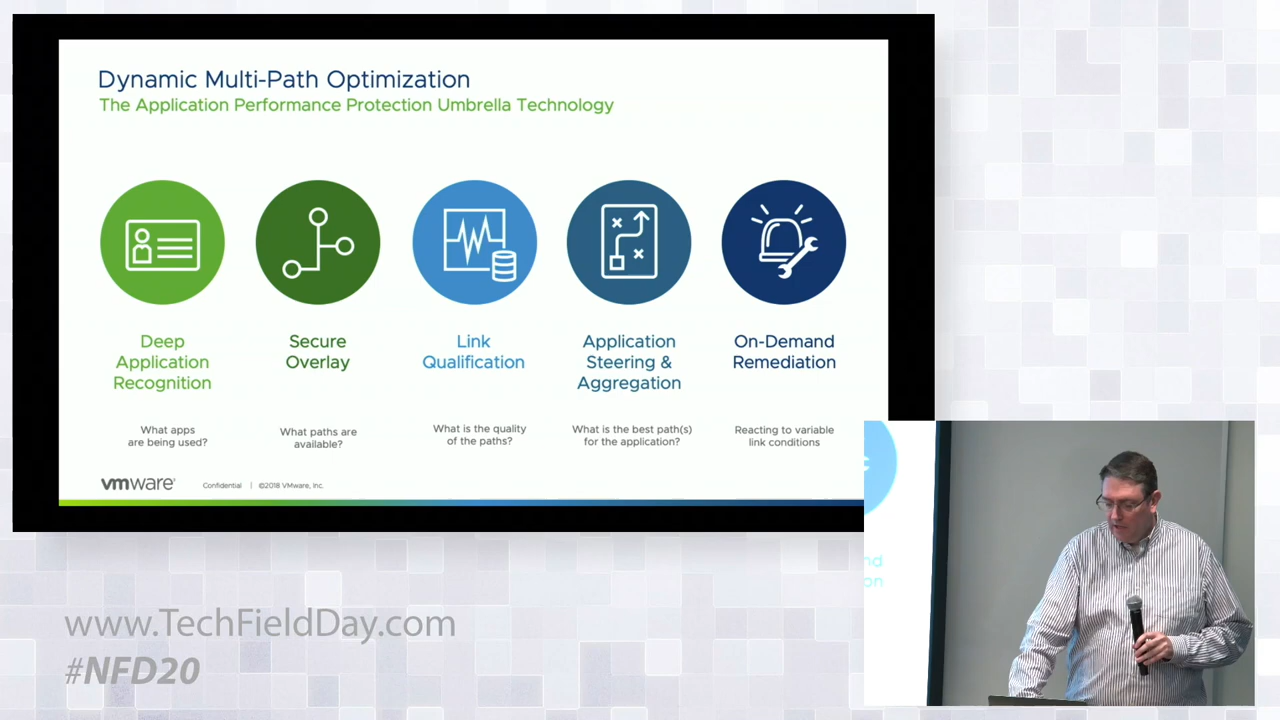 Dynamic Multi-Path Optimization
The Application Performance Protection Umbrella Technology
Deep
Application
Recognition
Secure
Overlay
Link
Qualification
Application
Steering &
Aggregation
On-Demand
Remediation
What apps
are being used?
What paths are
available?
What is the quality
of the paths?
What is the best path(s)
for the application?
Reacting to variable
link conditions
vmware
Confidential | ©2018 VMware, Inc.
nd
on
www.TechFieldDay.com
#NFD20